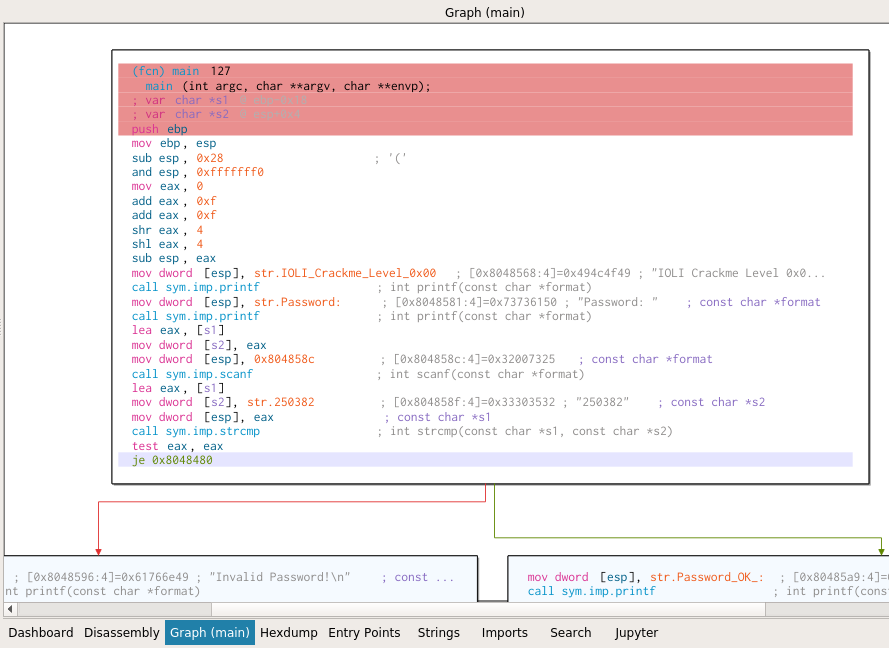 Graph (main)
(fcn) main 127
main (int argc, char **argv, char **envp);
; var char *s1
; var char *s2
push ebp
mov ebp, esp
sub esp, 0x28 ; '('
and esp, 0xfffffff0
mov eax, 0
add eax, 0xf
add eax, 0xf
shr eax, 4
shl eax, 4
sub esp, eax
mov dword [esp], str.IOLI_Crackme_Level_0x00 ; [0x8048568:4]=0x494c4f49 ; "IOLI Crackme Level 0x0...
call sym.imp.printf ; int printf(const char *format)
mov dword [esp], str.Password: ; [0x8048581:4]=0x73736150 ; "Password: " ; const char *format
call sym.imp.printf ; int printf(const char *format)
lea eax, [s1]
mov dword [s2], eax
mov dword [esp], 0x804858c ; [0x804858c:4]=0x32007325 ; const char *format
call sym.imp.scanf ; int scanf(const char *format)
lea eax, [s1]
mov dword [s2], str.250382 ; [0x804858f:4]=0x33303532 ; "250382" ; const char *s2
mov dword [esp], eax ; const char *s1
call sym.imp.strcmp ; int strcmp(const char *s1, const char *s2)
test eax, eax
je 0x8048480
; [0x8048596:4]=0x61766e49 ; "Invalid Password!\n" ; const ...
nt printf(const char *format)
mov dword [esp], str.Password_OK_: ; [0x80485a9:4]=
call sym.imp.printf ; int printf(cons
Dashboard Disassembly Graph (main) Hexdump Entry Points Strings Imports Search Jupyter